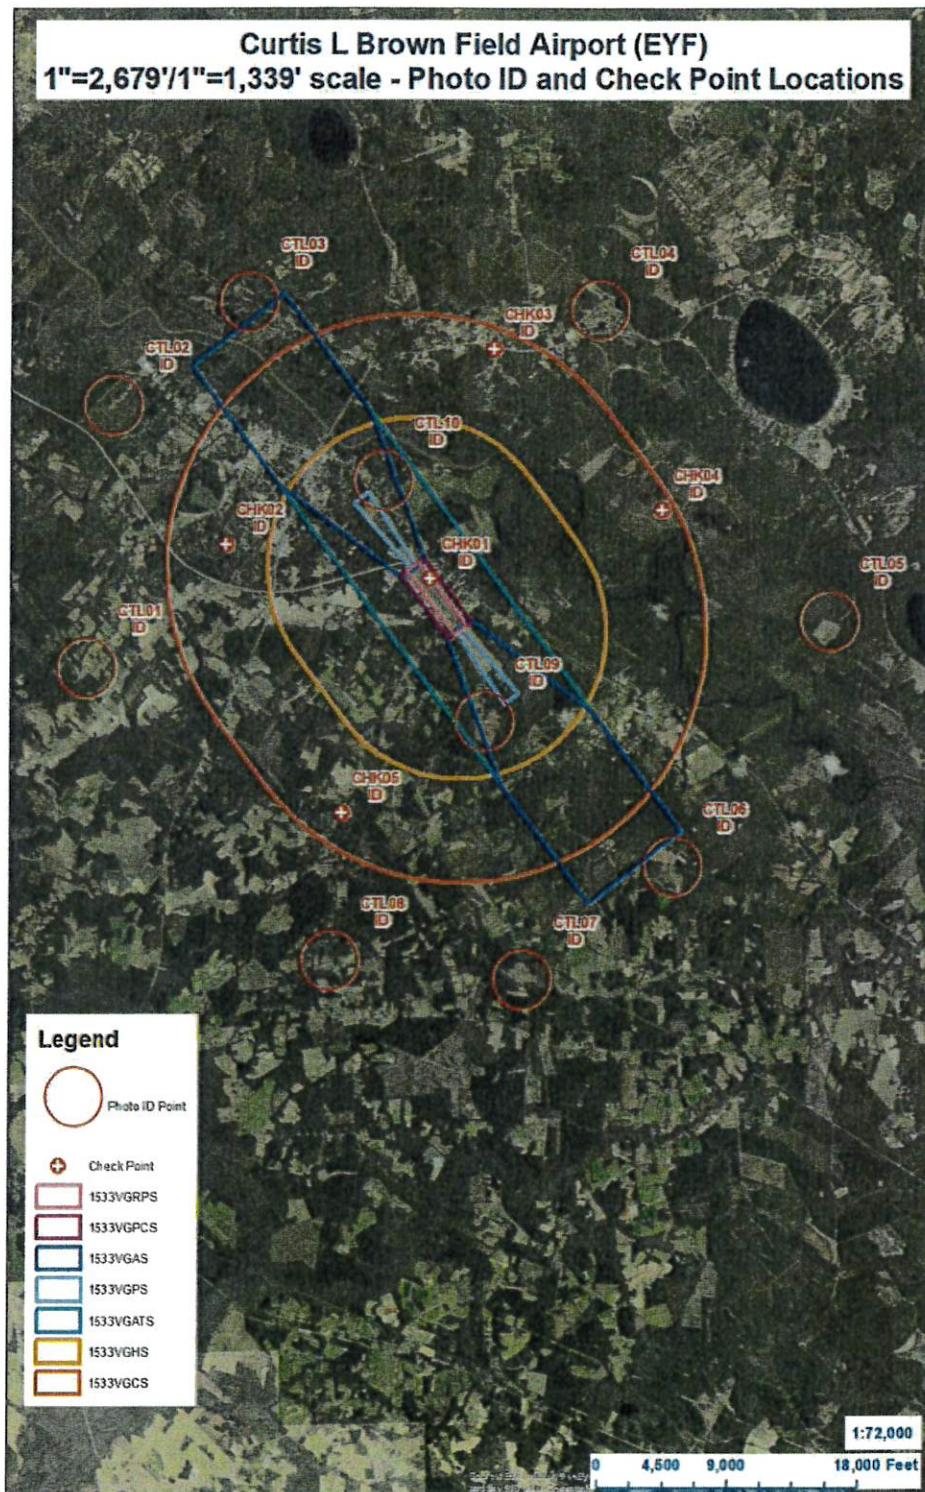 Curtis L Brown Field Airport (EYF)
1"=2,679'/1"=1,339' scale - Photo ID and Check Point Locations
CTL03
ID
CTL04
ID
CHK03
ID
CTL02
ID
CTL10
ID
CHK04
ID
CHK02
ID
CHK01
ID
CTL05
ID
CTL01
ID
CTL09
ID
CHK05
ID
CTL06
ID
CTL08
ID
CTL07
ID
Legend
Photo ID Point
Check Point
1533VGRPS
1533VGPCS
1533VGAS
1533VGPS
1533VGATS
1533VGHS
1533VGCS
1:72,000
0 4,500 9,000 18,000 Feet